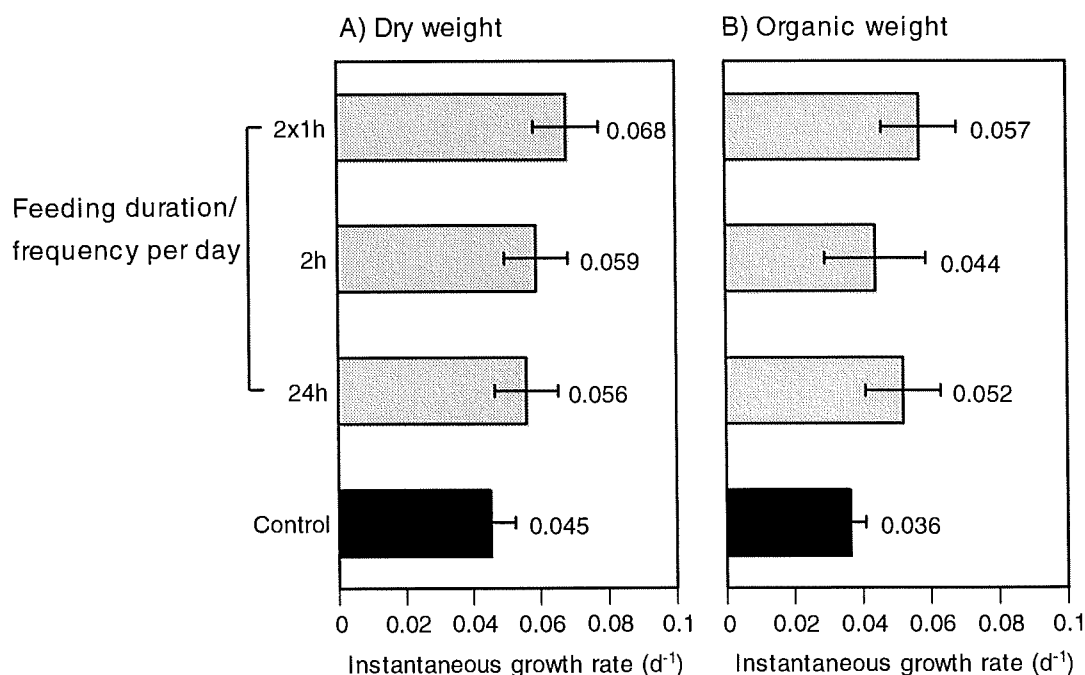 A) Dry weight
B) Organic weight
Feeding duration/
frequency per day
2x1h
2h
24h
Control
0.068
0.059
0.056
0.045
0.057
0.044
0.052
0.036
0 0.02 0.04 0.06 0.08 0.1
0 0.02 0.04 0.06 0.08 0.1
Instantaneous growth rate (d⁻¹)
Instantaneous growth rate (d⁻¹)